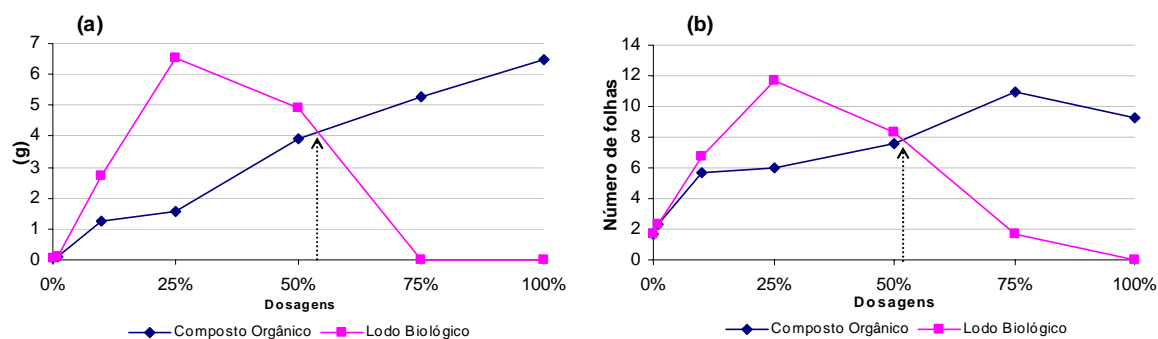 (a)
7
6
5
4
3
2
1
0
(g)
0% 25% 50% 75% 100%
Dosagens
Composto Orgânico Lodo Biológico
(b)
14
12
10
8
6
4
2
0
Número de folhas
0% 25% 50% 75% 100%
Dosagens
Composto Orgânico Lodo Biológico